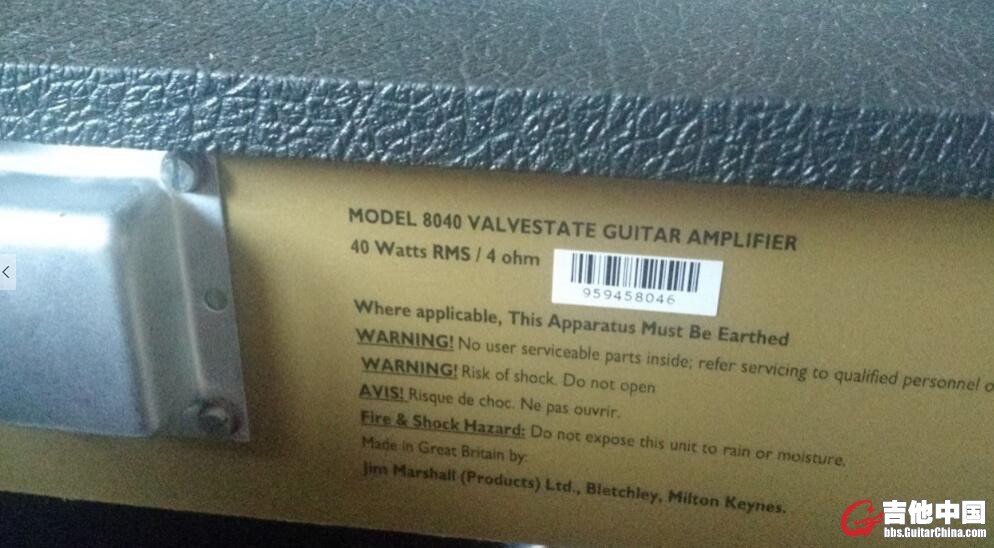 MODEL 8040 VALVESTATE GUITAR AMPLIFIER
40 Watts RMS / 4 ohm
959458046
Where applicable, This Apparatus Must Be Earthed
WARNING! No user serviceable parts inside; refer servicing to qualified personnel o
WARNING! Risk of shock. Do not open
AVIS! Risque de choc. Ne pas ouvrir.
Fire & Shock Hazard: Do not expose this unit to rain or moisture.
Made in Great Britain by:
Jim Marshall (Products) Ltd., Bletchley, Milton Keynes.
吉他中国
bbs.GuitarChina.com